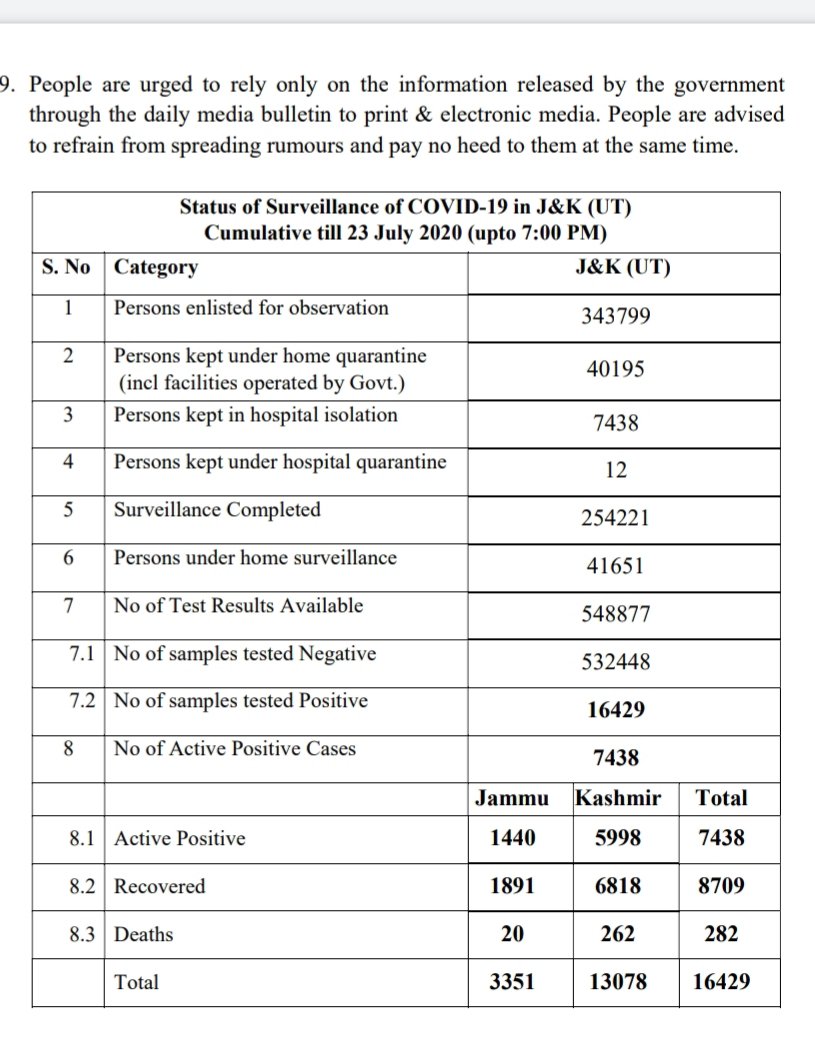 9. People are urged to rely only on the information released by the government
through the daily media bulletin to print & electronic media. People are advised
to refrain from spreading rumours and pay no heed to them at the same time.
Status of Surveillance of COVID-19 in J&K (UT)
Cumulative till 23 July 2020 (upto 7:00 PM)
S. No Category J&K (UT)
1 Persons enlisted for observation 343799
2 Persons kept under home quarantine
(incl facilities operated by Govt.) 40195
3 Persons kept in hospital isolation 7438
4 Persons kept under hospital quarantine 12
5 Surveillance Completed 254221
6 Persons under home surveillance 41651
7 No of Test Results Available 548877
7.1 No of samples tested Negative 532448
7.2 No of samples tested Positive 16429
8 No of Active Positive Cases 7438
Jammu Kashmir Total
8.1 Active Positive 1440 5998 7438
8.2 Recovered 1891 6818 8709
8.3 Deaths 20 262 282
Total 3351 13078 16429